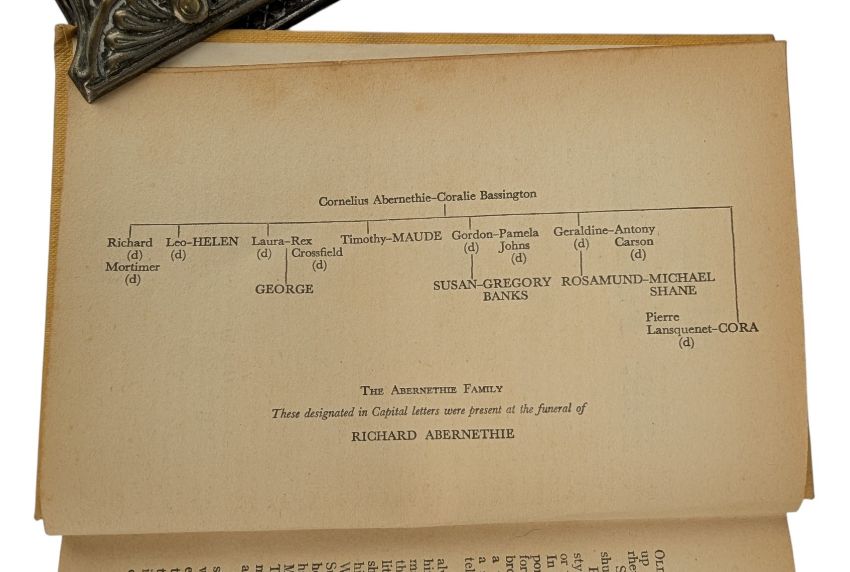 Cornelius Abernethie–Coralie Bassington
Richard (d) Mortimer (d)
Leo–HELEN (d)
Laura–Rex Crossfield (d) (d)
GEORGE
Timothy–MAUDE
Gordon–Pamela Johns (d) (d)
SUSAN–GREGORY BANKS
Geraldine–Antony Carson (d) (d)
ROSAMUND–MICHAEL SHANE
Pierre
Lansquenet–CORA
(d)
The Abernethie Family
These designated in Capital letters were present at the funeral of
RICHARD ABERNETHIE